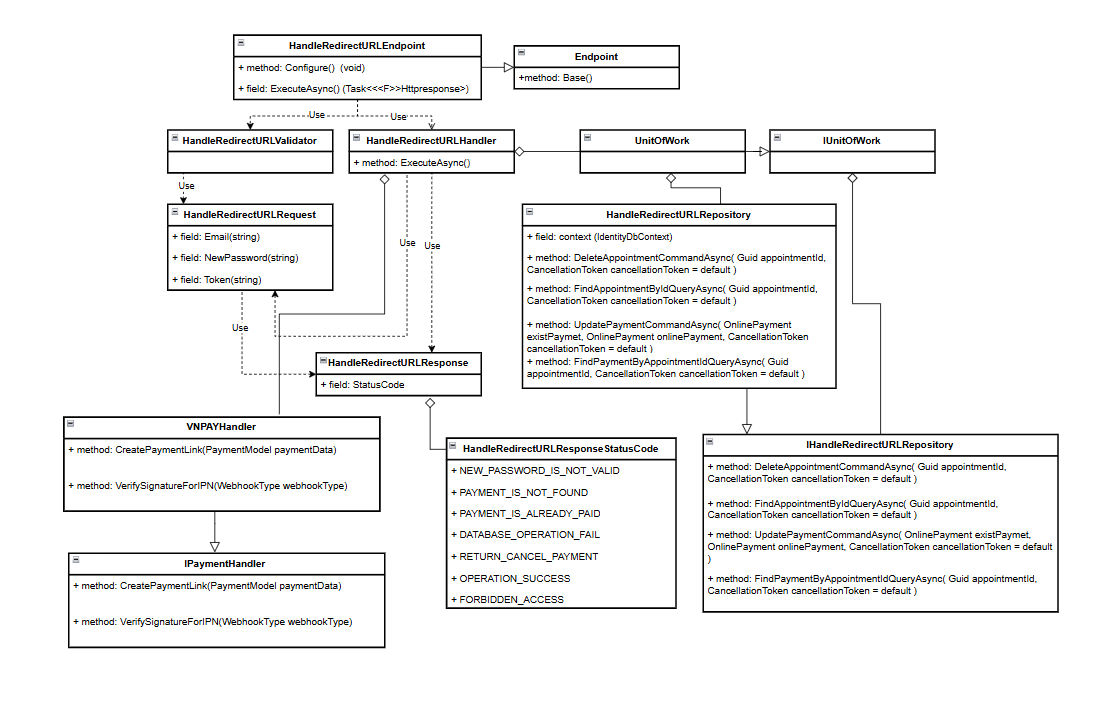 HandleRedirectURLEndpoint
+ method: Configure() (void)
+ field: ExecuteAsync() (Task<<<F>>Httpresponse>)
Endpoint
+method: Base()
Use
Use
HandleRedirectURLValidator
HandleRedirectURLHandler
+ method: ExecuteAsync()
UnitOfWork
IUnitOfWork
Use
HandleRedirectURLRequest
+ field: Email(string)
+ field: NewPassword(string)
+ field: Token(string)
Use
Use
Use
HandleRedirectURLRepository
+ field: context (IdentityDbContext)
+ method: DeleteAppointmentCommandAsync( Guid appointmentId,
CancellationToken cancellationToken = default )
+ method: FindAppointmentByIdQueryAsync( Guid appointmentId,
CancellationToken cancellationToken = default )
+ method: UpdatePaymentCommandAsync( OnlinePayment
existPaymet, OnlinePayment onlinePayment, CancellationToken
cancellationToken = default )
+ method: FindPaymentByAppointmentIdQueryAsync( Guid
appointmentId, CancellationToken cancellationToken = default )
HandleRedirectURLResponse
+ field: StatusCode
VNPAYHandler
+ method: CreatePaymentLink(PaymentModel paymentData)
+ method: VerifySignatureForIPN(WebhookType webhookType)
HandleRedirectURLResponseStatusCode
+ NEW_PASSWORD_IS_NOT_VALID
+ PAYMENT_IS_NOT_FOUND
+ PAYMENT_IS_ALREADY_PAID
+ DATABASE_OPERATION_FAIL
+ RETURN_CANCEL_PAYMENT
+ OPERATION_SUCCESS
+ FORBIDDEN_ACCESS
IHandleRedirectURLRepository
+ method: DeleteAppointmentCommandAsync( Guid appointmentId,
CancellationToken cancellationToken = default )
+ method: FindAppointmentByIdQueryAsync( Guid appointmentId,
CancellationToken cancellationToken = default )
+ method: UpdatePaymentCommandAsync( OnlinePayment existPaymet,
OnlinePayment onlinePayment, CancellationToken cancellationToken = default
)
+ method: FindPaymentByAppointmentIdQueryAsync( Guid appointmentId,
CancellationToken cancellationToken = default )
IPaymentHandler
+ method: CreatePaymentLink(PaymentModel paymentData)
+ method: VerifySignatureForIPN(WebhookType webhookType)